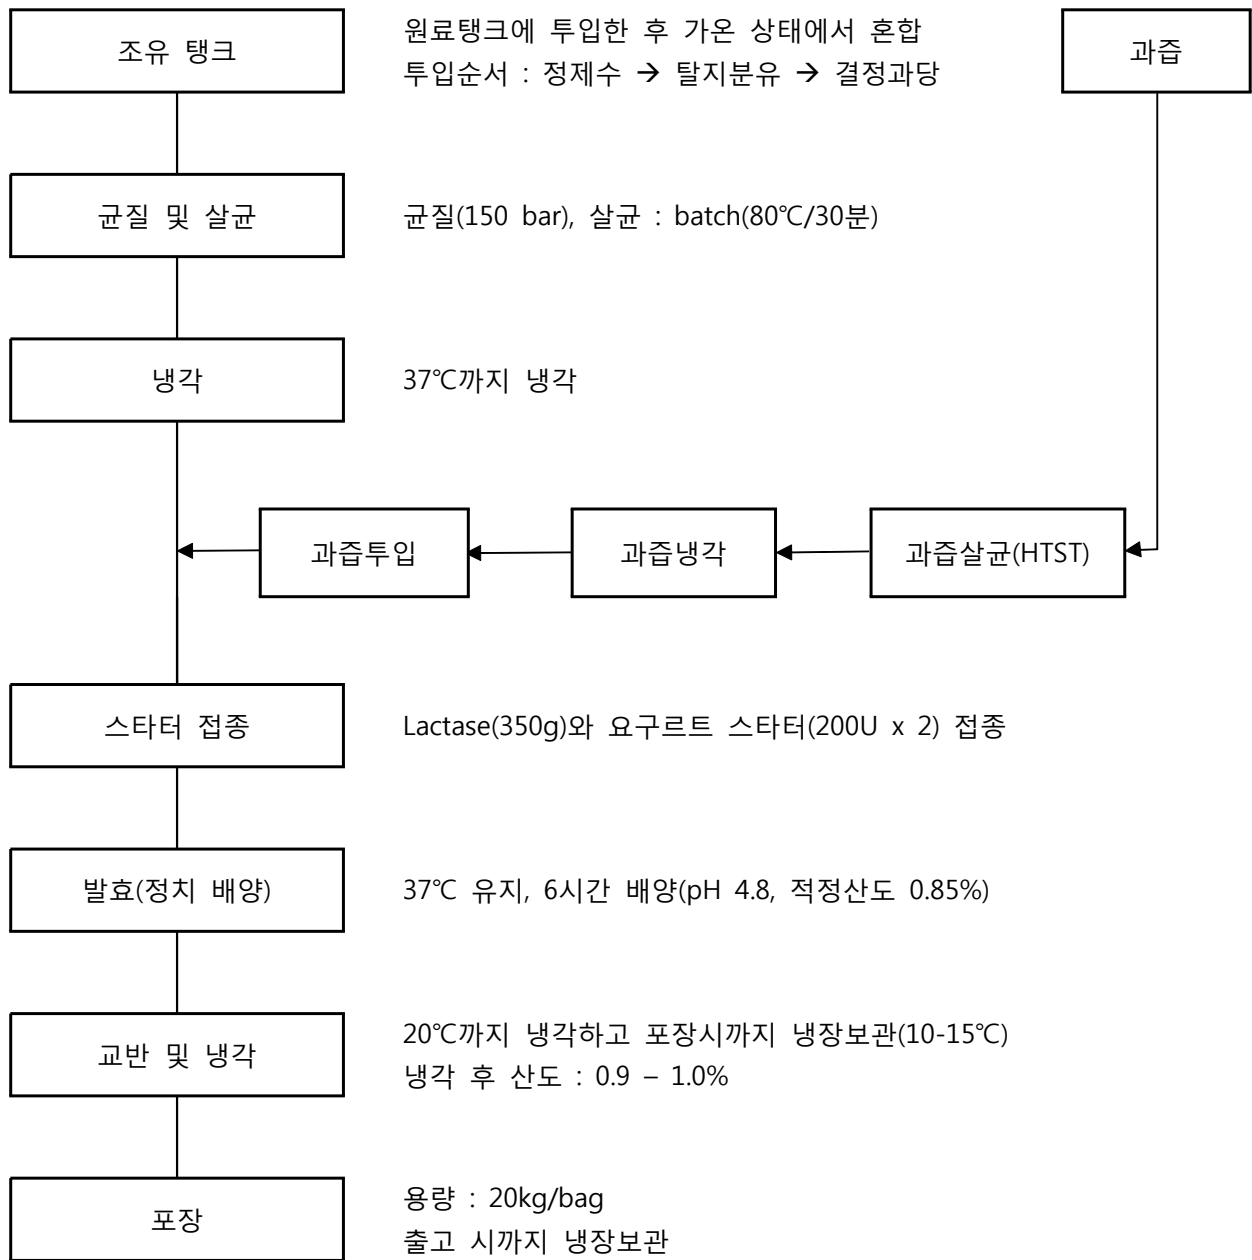 조유 탱크
원료탱크에 투입한 후 가온 상태에서 혼합
투입순서 : 정제수 → 탈지분유 → 결정과당
과즙
균질 및 살균
균질(150 bar), 살균 : batch(80℃/30분)
냉각
37℃까지 냉각
과즙투입
과즙냉각
과즙살균(HTST)
스타터 접종
Lactase(350g)와 요구르트 스타터(200U x 2) 접종
발효(정치 배양)
37℃ 유지, 6시간 배양(pH 4.8, 적정산도 0.85%)
교반 및 냉각
20℃까지 냉각하고 포장시까지 냉장보관(10-15℃)
냉각 후 산도 : 0.9 – 1.0%
포장
용량 : 20kg/bag
출고 시까지 냉장보관